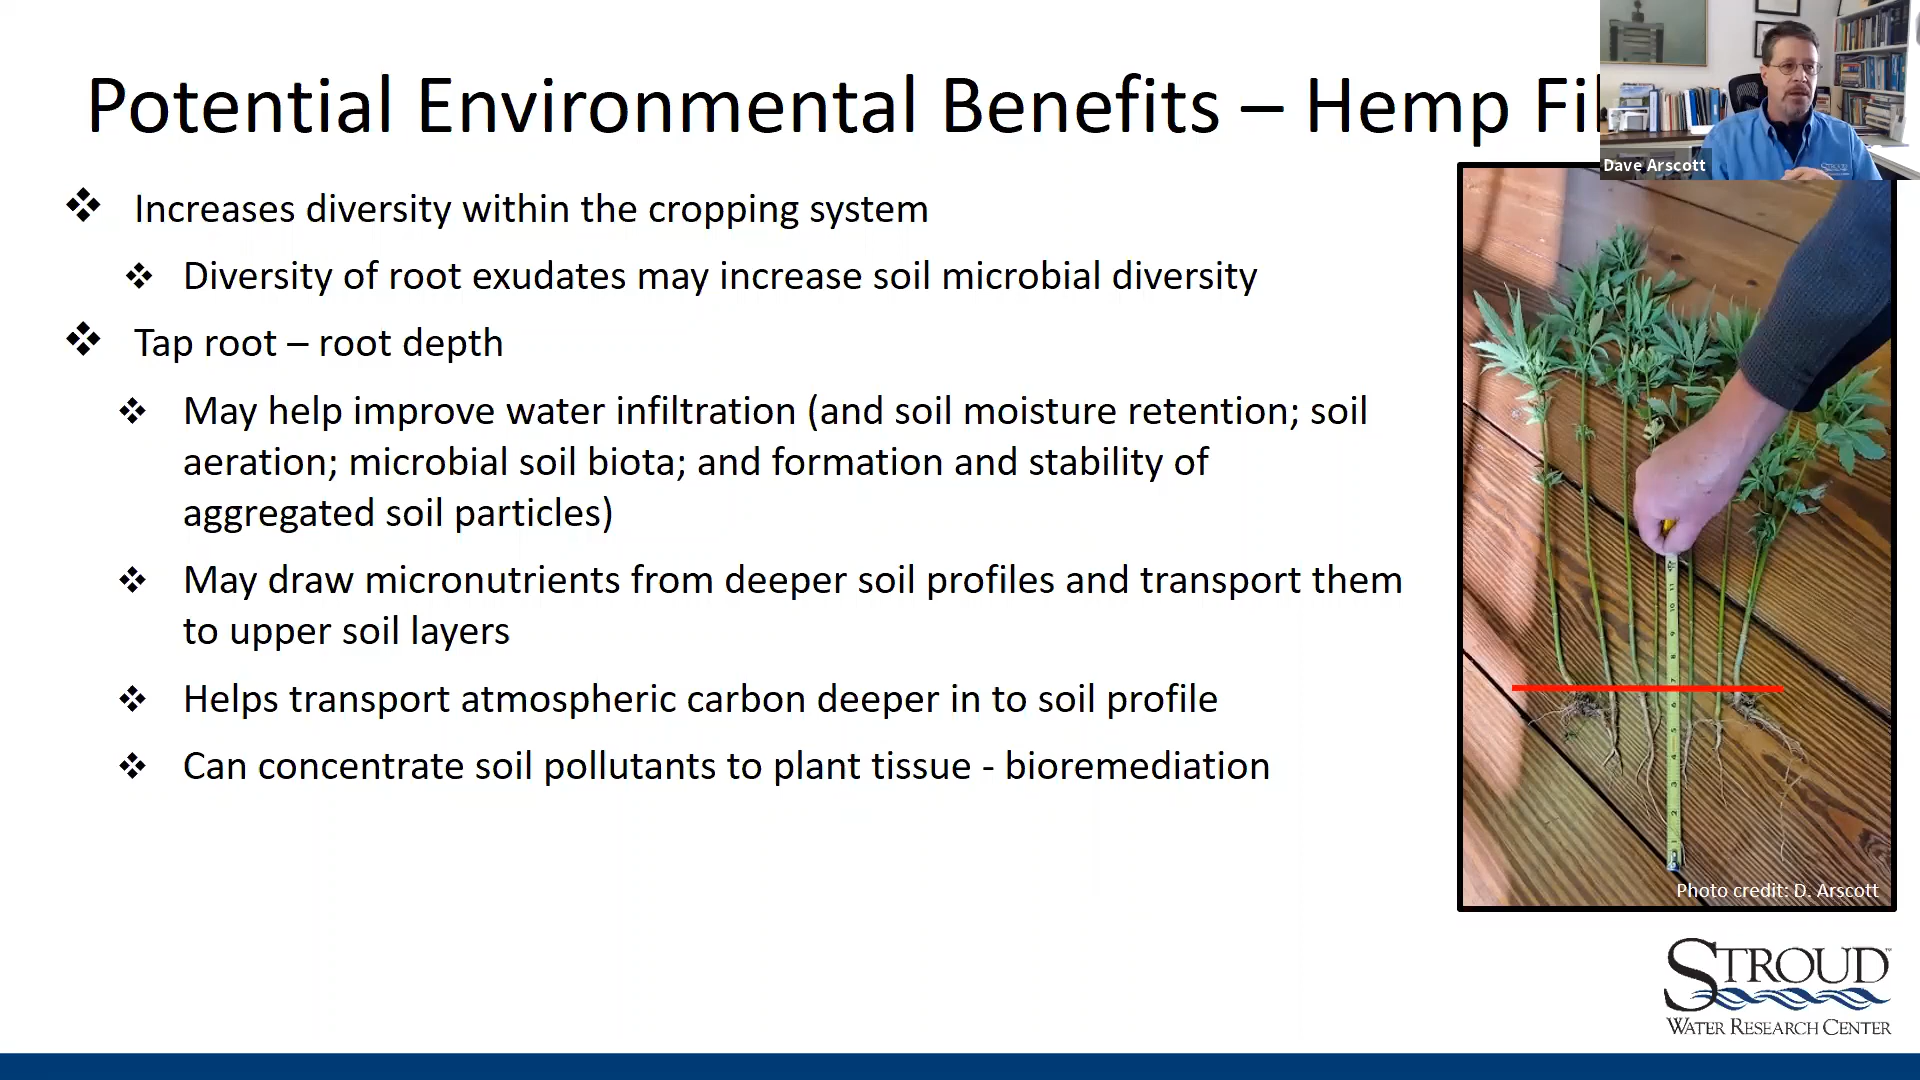 Potential Environmental Benefits – Hemp Fi
Dave Arscott
❖ Increases diversity within the cropping system
❖ Diversity of root exudates may increase soil microbial diversity
❖ Tap root – root depth
❖ May help improve water infiltration (and soil moisture retention; soil
aeration; microbial soil biota; and formation and stability of
aggregated soil particles)
❖ May draw micronutrients from deeper soil profiles and transport them
to upper soil layers
❖ Helps transport atmospheric carbon deeper in to soil profile
❖ Can concentrate soil pollutants to plant tissue - bioremediation
Photo credit: D. Arscott
STROUD™
WATER RESEARCH CENTER